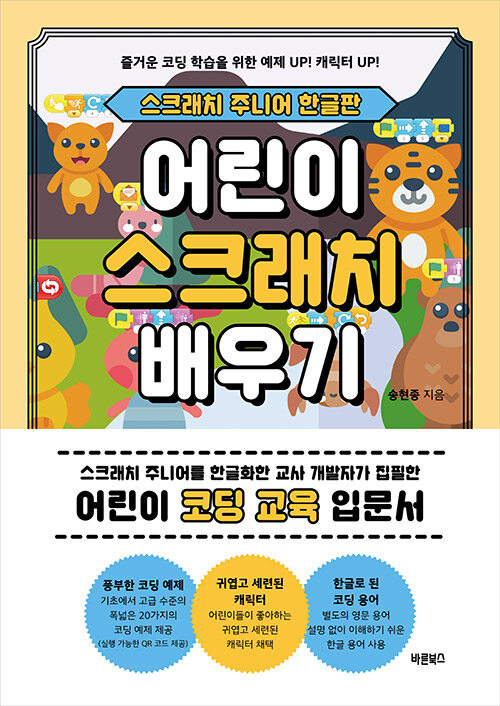 즐거운 코딩 학습을 위한 예제 UP! 캐릭터 UP!
스크래치 주니어 한글판
어린이
스크래치
배우기
송현종 지음
스크래치 주니어를 한글화한 교사 개발자가 집필한
어린이 코딩 교육 입문서
풍부한 코딩 예제
기초에서 고급 수준의
폭넓은 20가지의
코딩 예제 제공
(실행 가능한 QR 코드 제공)
귀엽고 세련된
캐릭터
어린이들이 좋아하는
귀엽고 세련된
캐릭터 채택
한글로 된
코딩 용어
별도의 영문 용어
설명 없이 이해하기 쉬운
한글 용어 사용
바른북스